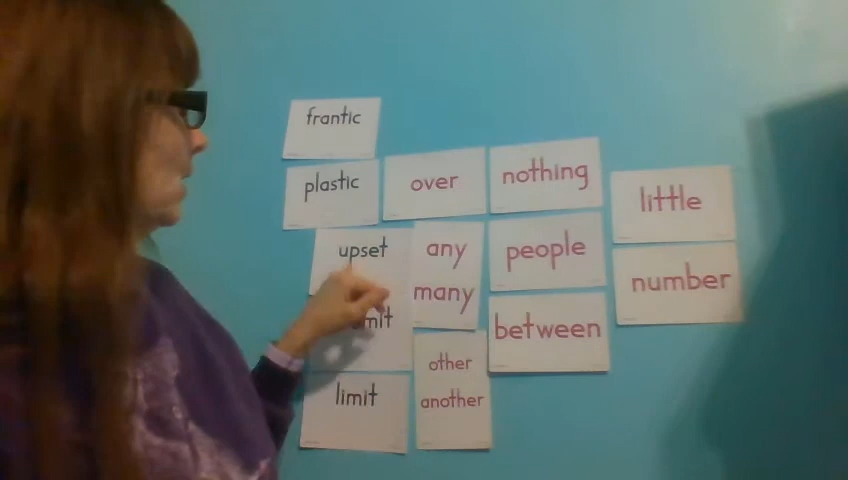 frantic
plastic
upset
limit
over
any
many
other
another
nothing
people
between
little
number